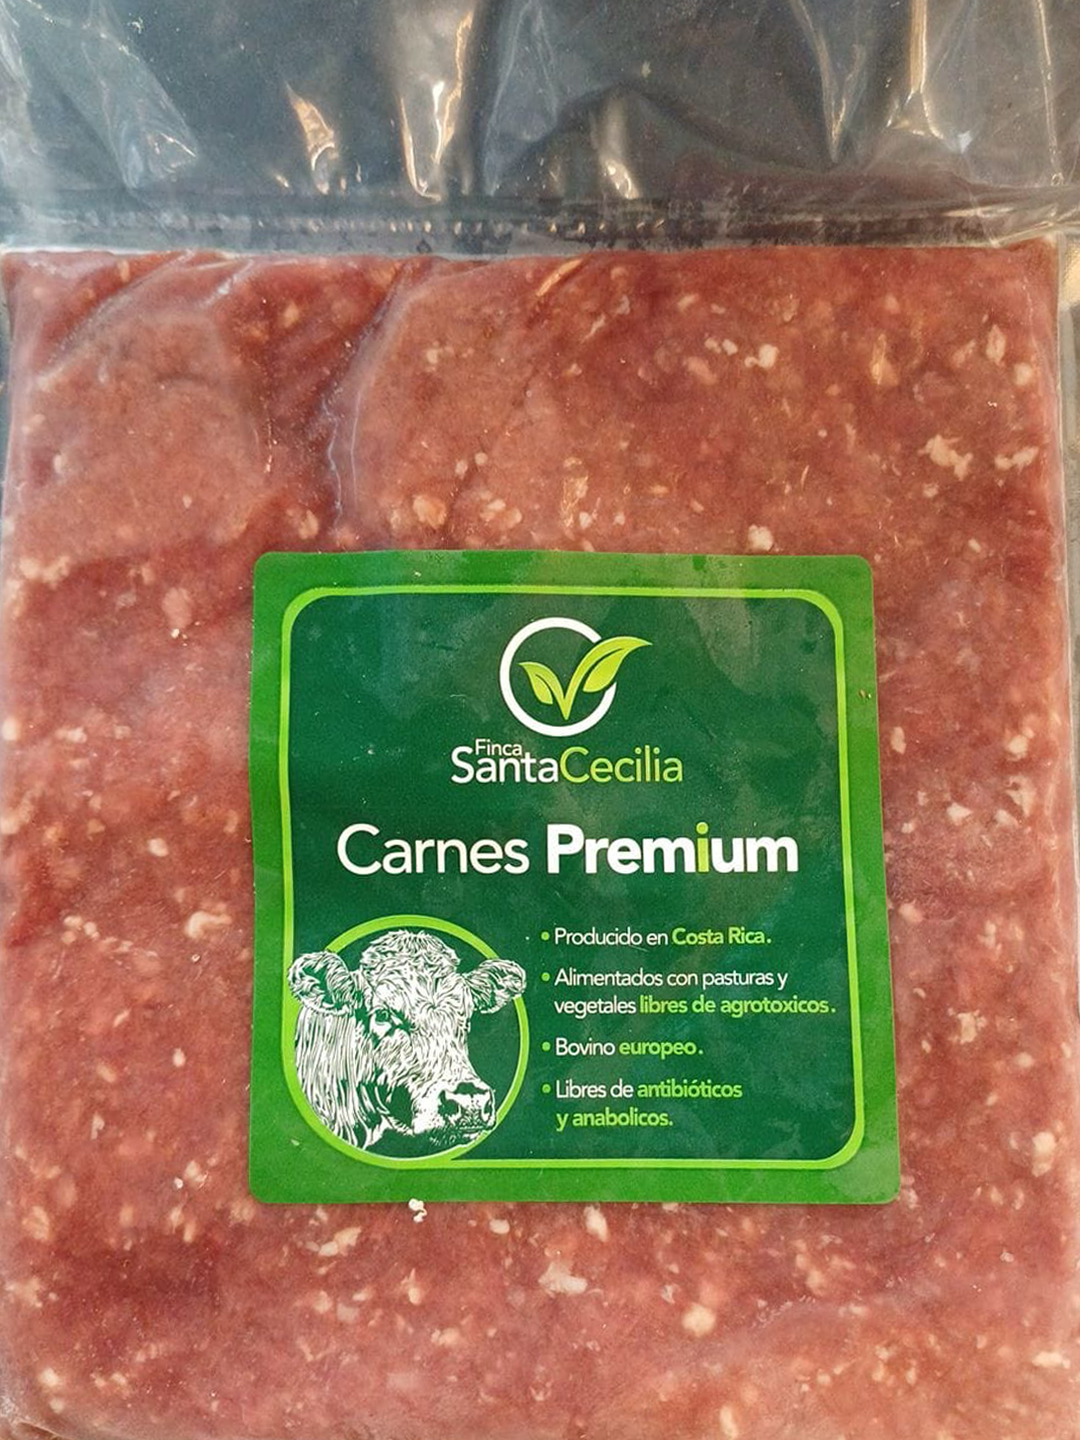 Finca
SantaCecilia
Carnes Premium
• Producido en Costa Rica.
• Alimentados con pasturas y
vegetales libres de agrotoxicos.
• Bovino europeo.
• Libres de antibióticos
y anabolicos.